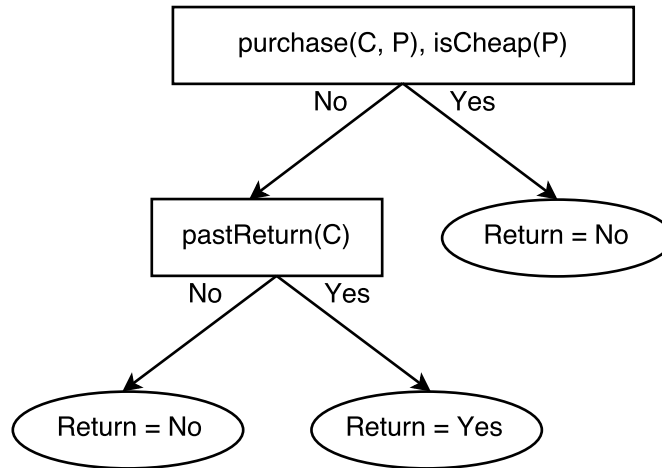 purchase(C, P), isCheap(P)
No
Yes
pastReturn(C)
Return = No
No
Yes
Return = No
Return = Yes